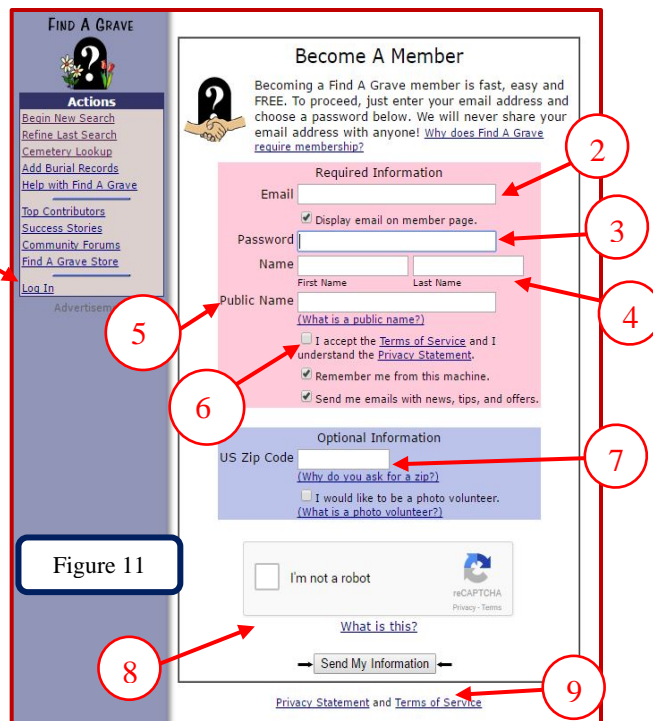 FIND A GRAVE
?
Actions
Begin New Search
Refine Last Search
Cemetery Lookup
Add Burial Records
Help with Find A Grave
Top Contributors
Success Stories
Community Forums
Find A Grave Store
Log In
Advertisem
Figure 11
Become A Member
?
Becoming a Find A Grave member is fast, easy and
FREE. To proceed, just enter your email address and
choose a password below. We will never share your
email address with anyone! Why does Find A Grave
require membership?
2
Required Information
Email
Display email on member page.
3
Password
Name
First Name Last Name
4
5
Public Name
(What is a public name?)
I accept the Terms of Service and I
understand the Privacy Statement.
6
Remember me from this machine.
Send me emails with news, tips, and offers.
Optional Information
US Zip Code
7
(Why do you ask for a zip?)
I would like to be a photo volunteer.
(What is a photo volunteer?)
I'm not a robot
reCAPTCHA
Privacy - Terms
What is this?
8
Send My Information
9
Privacy Statement and Terms of Service